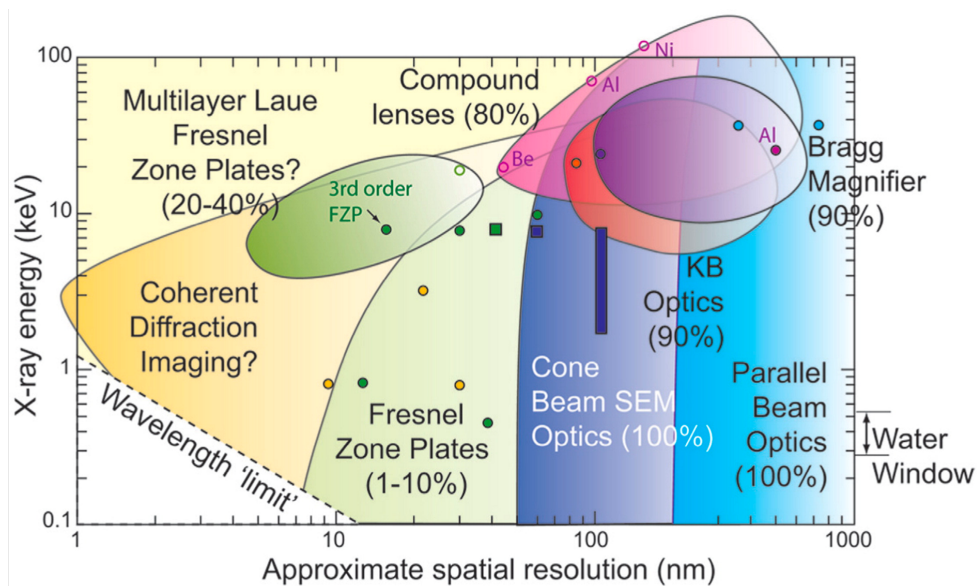 100
10
1
0.1
X-ray energy (keV)
Multilayer Laue
Fresnel
Zone Plates?
(20-40%)
Compound
lenses (80%)
Ni
Al
Be
Al
3rd order
FZP
Bragg
Magnifier
(90%)
KB
Optics
(90%)
Coherent
Diffraction
Imaging?
Wavelength 'limit'
Fresnel
Zone Plates
(1-10%)
Cone
Beam SEM
Optics (100%)
Parallel
Beam
Optics
(100%)
Water
Window
1
10
100
1000
Approximate spatial resolution (nm)